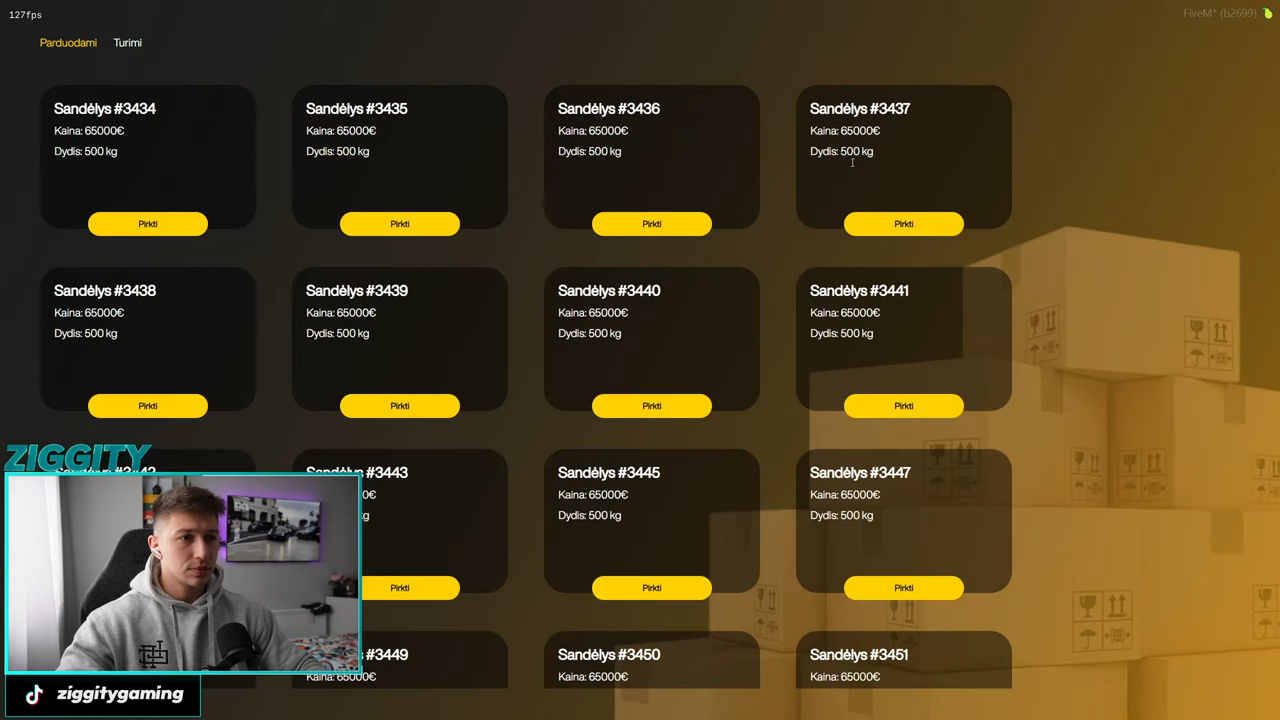 127fps
FiveM* (b2699)
Parduodami Turimi
Sandėlys #3434
Kaina: 65000€
Dydis: 500 kg
Pirkti
Sandėlys #3435
Kaina: 65000€
Dydis: 500 kg
Pirkti
Sandėlys #3436
Kaina: 65000€
Dydis: 500 kg
Pirkti
Sandėlys #3437
Kaina: 65000€
Dydis: 500 kg
Pirkti
Sandėlys #3438
Kaina: 65000€
Dydis: 500 kg
Pirkti
Sandėlys #3439
Kaina: 65000€
Dydis: 500 kg
Pirkti
Sandėlys #3440
Kaina: 65000€
Dydis: 500 kg
Pirkti
Sandėlys #3441
Kaina: 65000€
Dydis: 500 kg
Pirkti
ZIGGITY
Sandėlys #3442
#3443
00€
kg
Pirkti
Sandėlys #3445
Kaina: 65000€
Dydis: 500 kg
Pirkti
Sandėlys #3447
Kaina: 65000€
Dydis: 500 kg
Pirkti
#3449
65000€
Sandėlys #3450
Kaina: 65000€
Sandėlys #3451
Kaina: 65000€
ziggitygaming